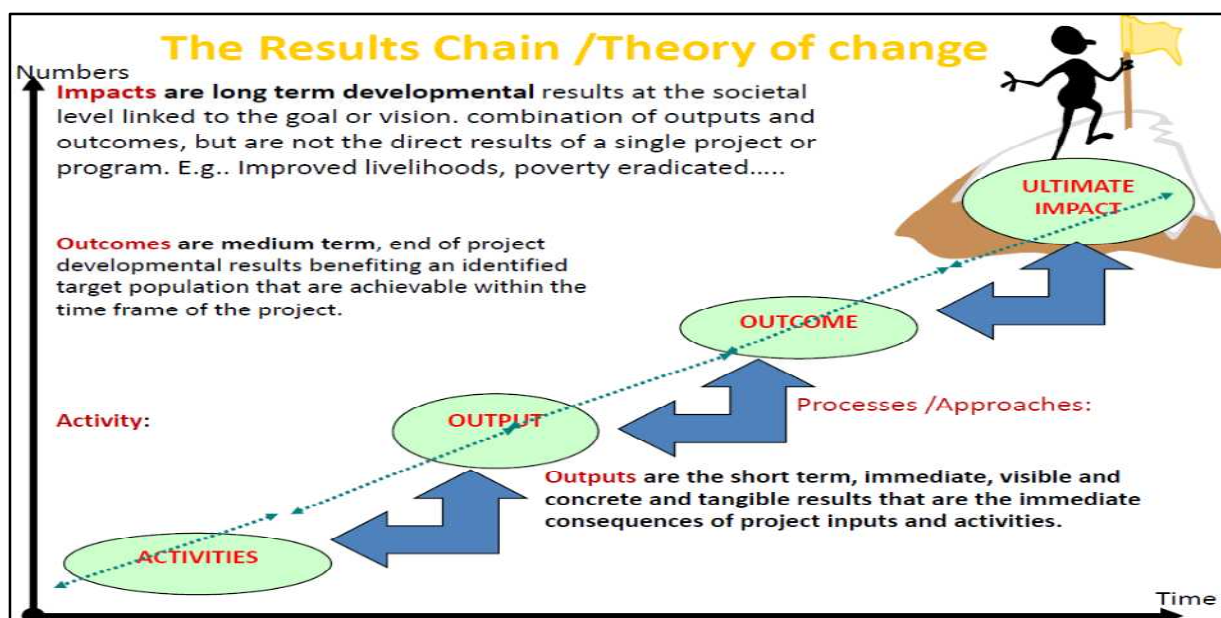 The Results Chain /Theory of change
Numbers
Impacts are long term developmental results at the societal
level linked to the goal or vision. combination of outputs and
outcomes, but are not the direct results of a single project or
program. E.g.. Improved livelihoods, poverty eradicated.....
ULTIMATE
IMPACT
Outcomes are medium term, end of project
developmental results benefiting an identified
target population that are achievable within the
time frame of the project.
OUTCOME
Activity:
OUTPUT
Processes /Approaches:
Outputs are the short term, immediate, visible and
concrete and tangible results that are the immediate
consequences of project inputs and activities.
ACTIVITIES
Time